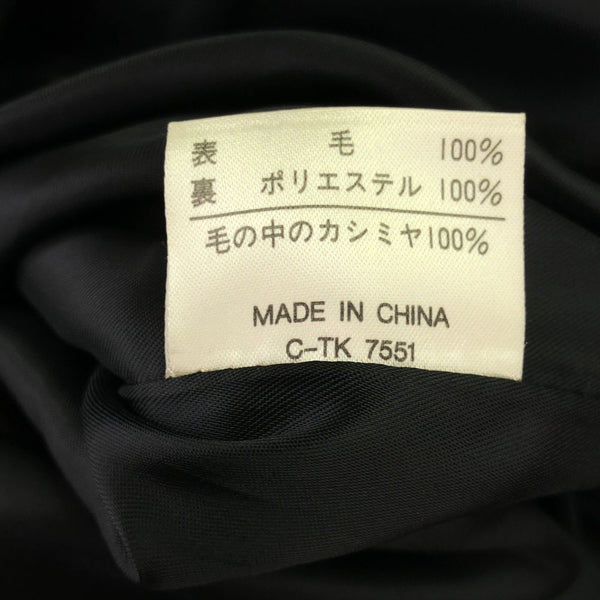 表 毛 100%
裏 ポリエステル 100%
毛の中のカシミヤ100%
MADE IN CHINA
C-TK 7551